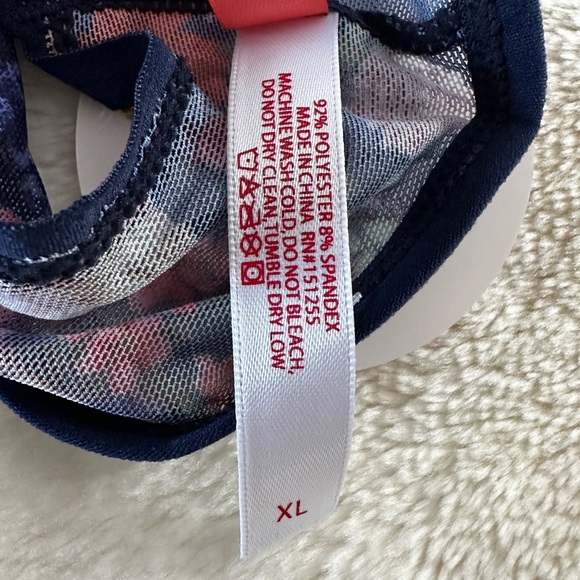 92% POLYESTER 8% SPANDEX
MADE IN CHINA RN# 151255
MACHINE WASH COLD, DO NOT BLEACH,
DO NOT DRY CLEAN, TUMBLE DRY LOW
XL